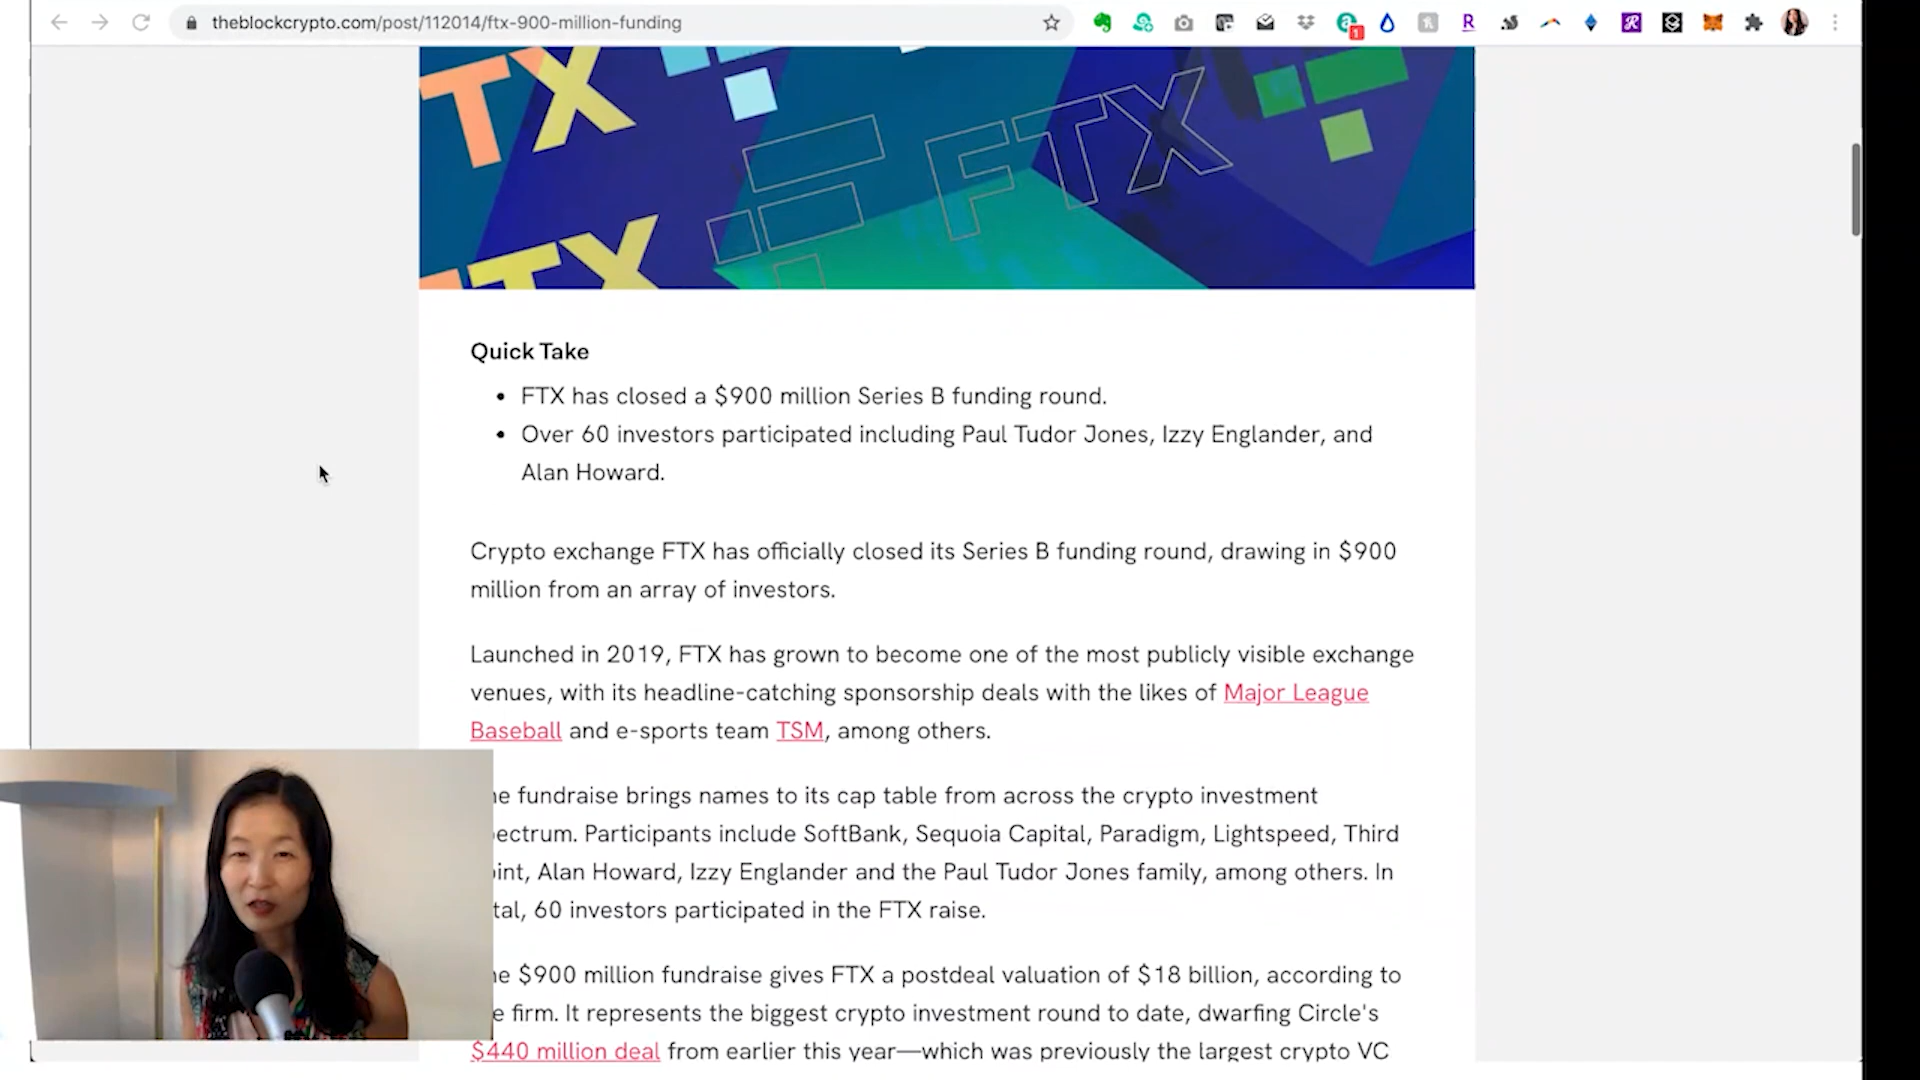 theblockcrypto.com/post/112014/ftx-900-million-funding
TX
FTX
TX
Quick Take
• FTX has closed a $900 million Series B funding round.
• Over 60 investors participated including Paul Tudor Jones, Izzy Englander, and
Alan Howard.
Crypto exchange FTX has officially closed its Series B funding round, drawing in $900
million from an array of investors.
Launched in 2019, FTX has grown to become one of the most publicly visible exchange
venues, with its headline-catching sponsorship deals with the likes of Major League
Baseball and e-sports team TSM, among others.
he fundraise brings names to its cap table from across the crypto investment
pectrum. Participants include SoftBank, Sequoia Capital, Paradigm, Lightspeed, Third
oint, Alan Howard, Izzy Englander and the Paul Tudor Jones family, among others. In
tal, 60 investors participated in the FTX raise.
he $900 million fundraise gives FTX a postdeal valuation of $18 billion, according to
e firm. It represents the biggest crypto investment round to date, dwarfing Circle's
$440 million deal from earlier this year—which was previously the largest crypto VC